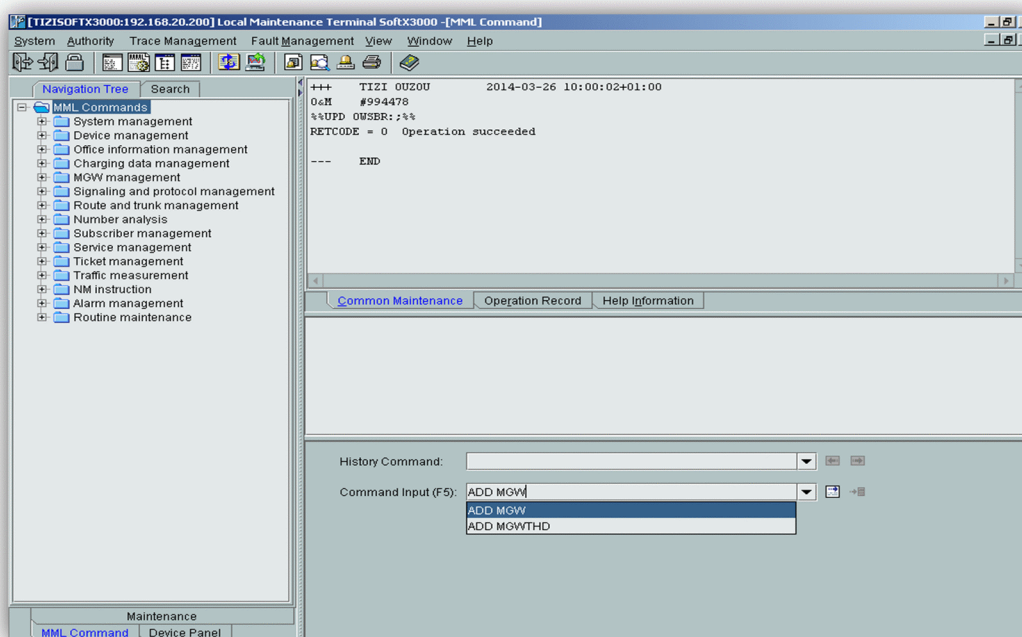 [TIZISOFTX3000:192.168.20.200] Local Maintenance Terminal SoftX3000 -[MML Command]
System Authority Trace Management Fault Management View Window Help
Navigation Tree Search
MML Commands
System management
Device management
Office information management
Charging data management
MGW management
Signaling and protocol management
Route and trunk management
Number analysis
Subscriber management
Service management
Ticket management
Traffic measurement
NM instruction
Alarm management
Routine maintenance
Maintenance
MML Command Device Panel
+++ TIZI OUZOU 2014-03-26 10:00:02+01:00
O&M #994478
%%UPD OWSBR:;%%
RETCODE = 0 Operation succeeded
--- END
Common Maintenance Operation Record Help Information
History Command:
Command Input (F5): ADD MGW
ADD MGW
ADD MGWTHD